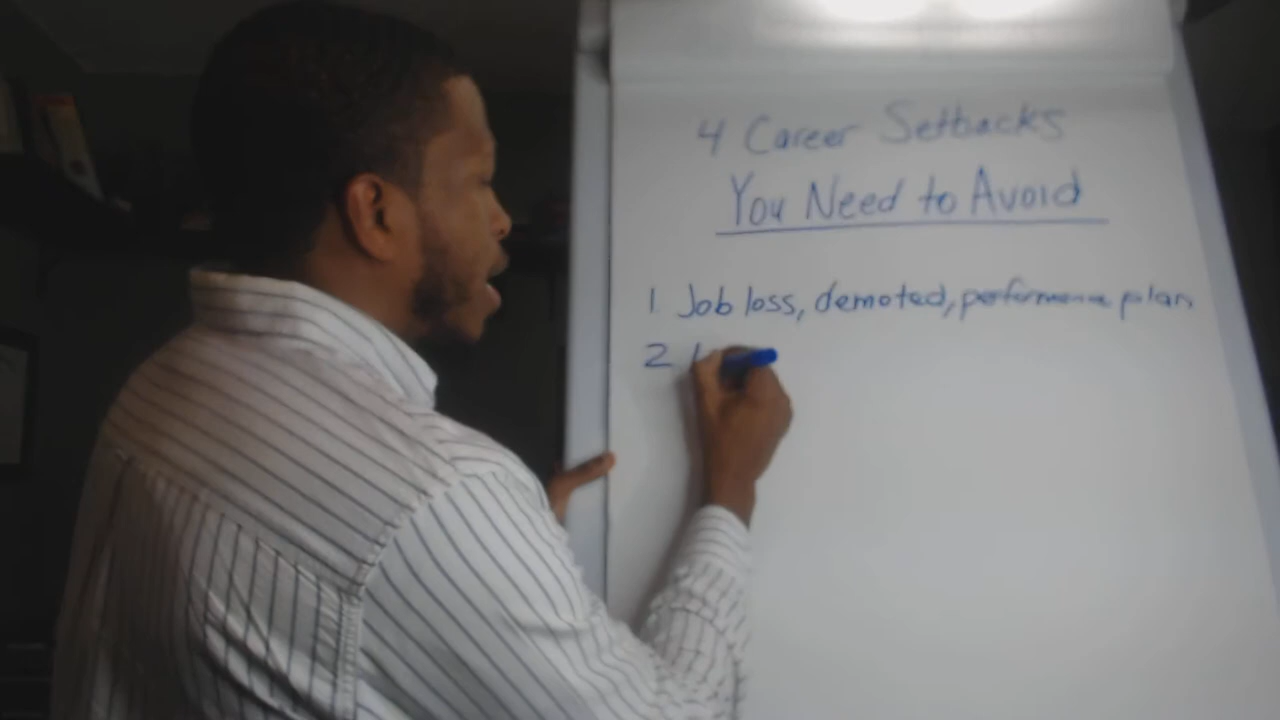 4 Career Setbacks
You Need to Avoid
1. Job loss, demoted, performance plan
2